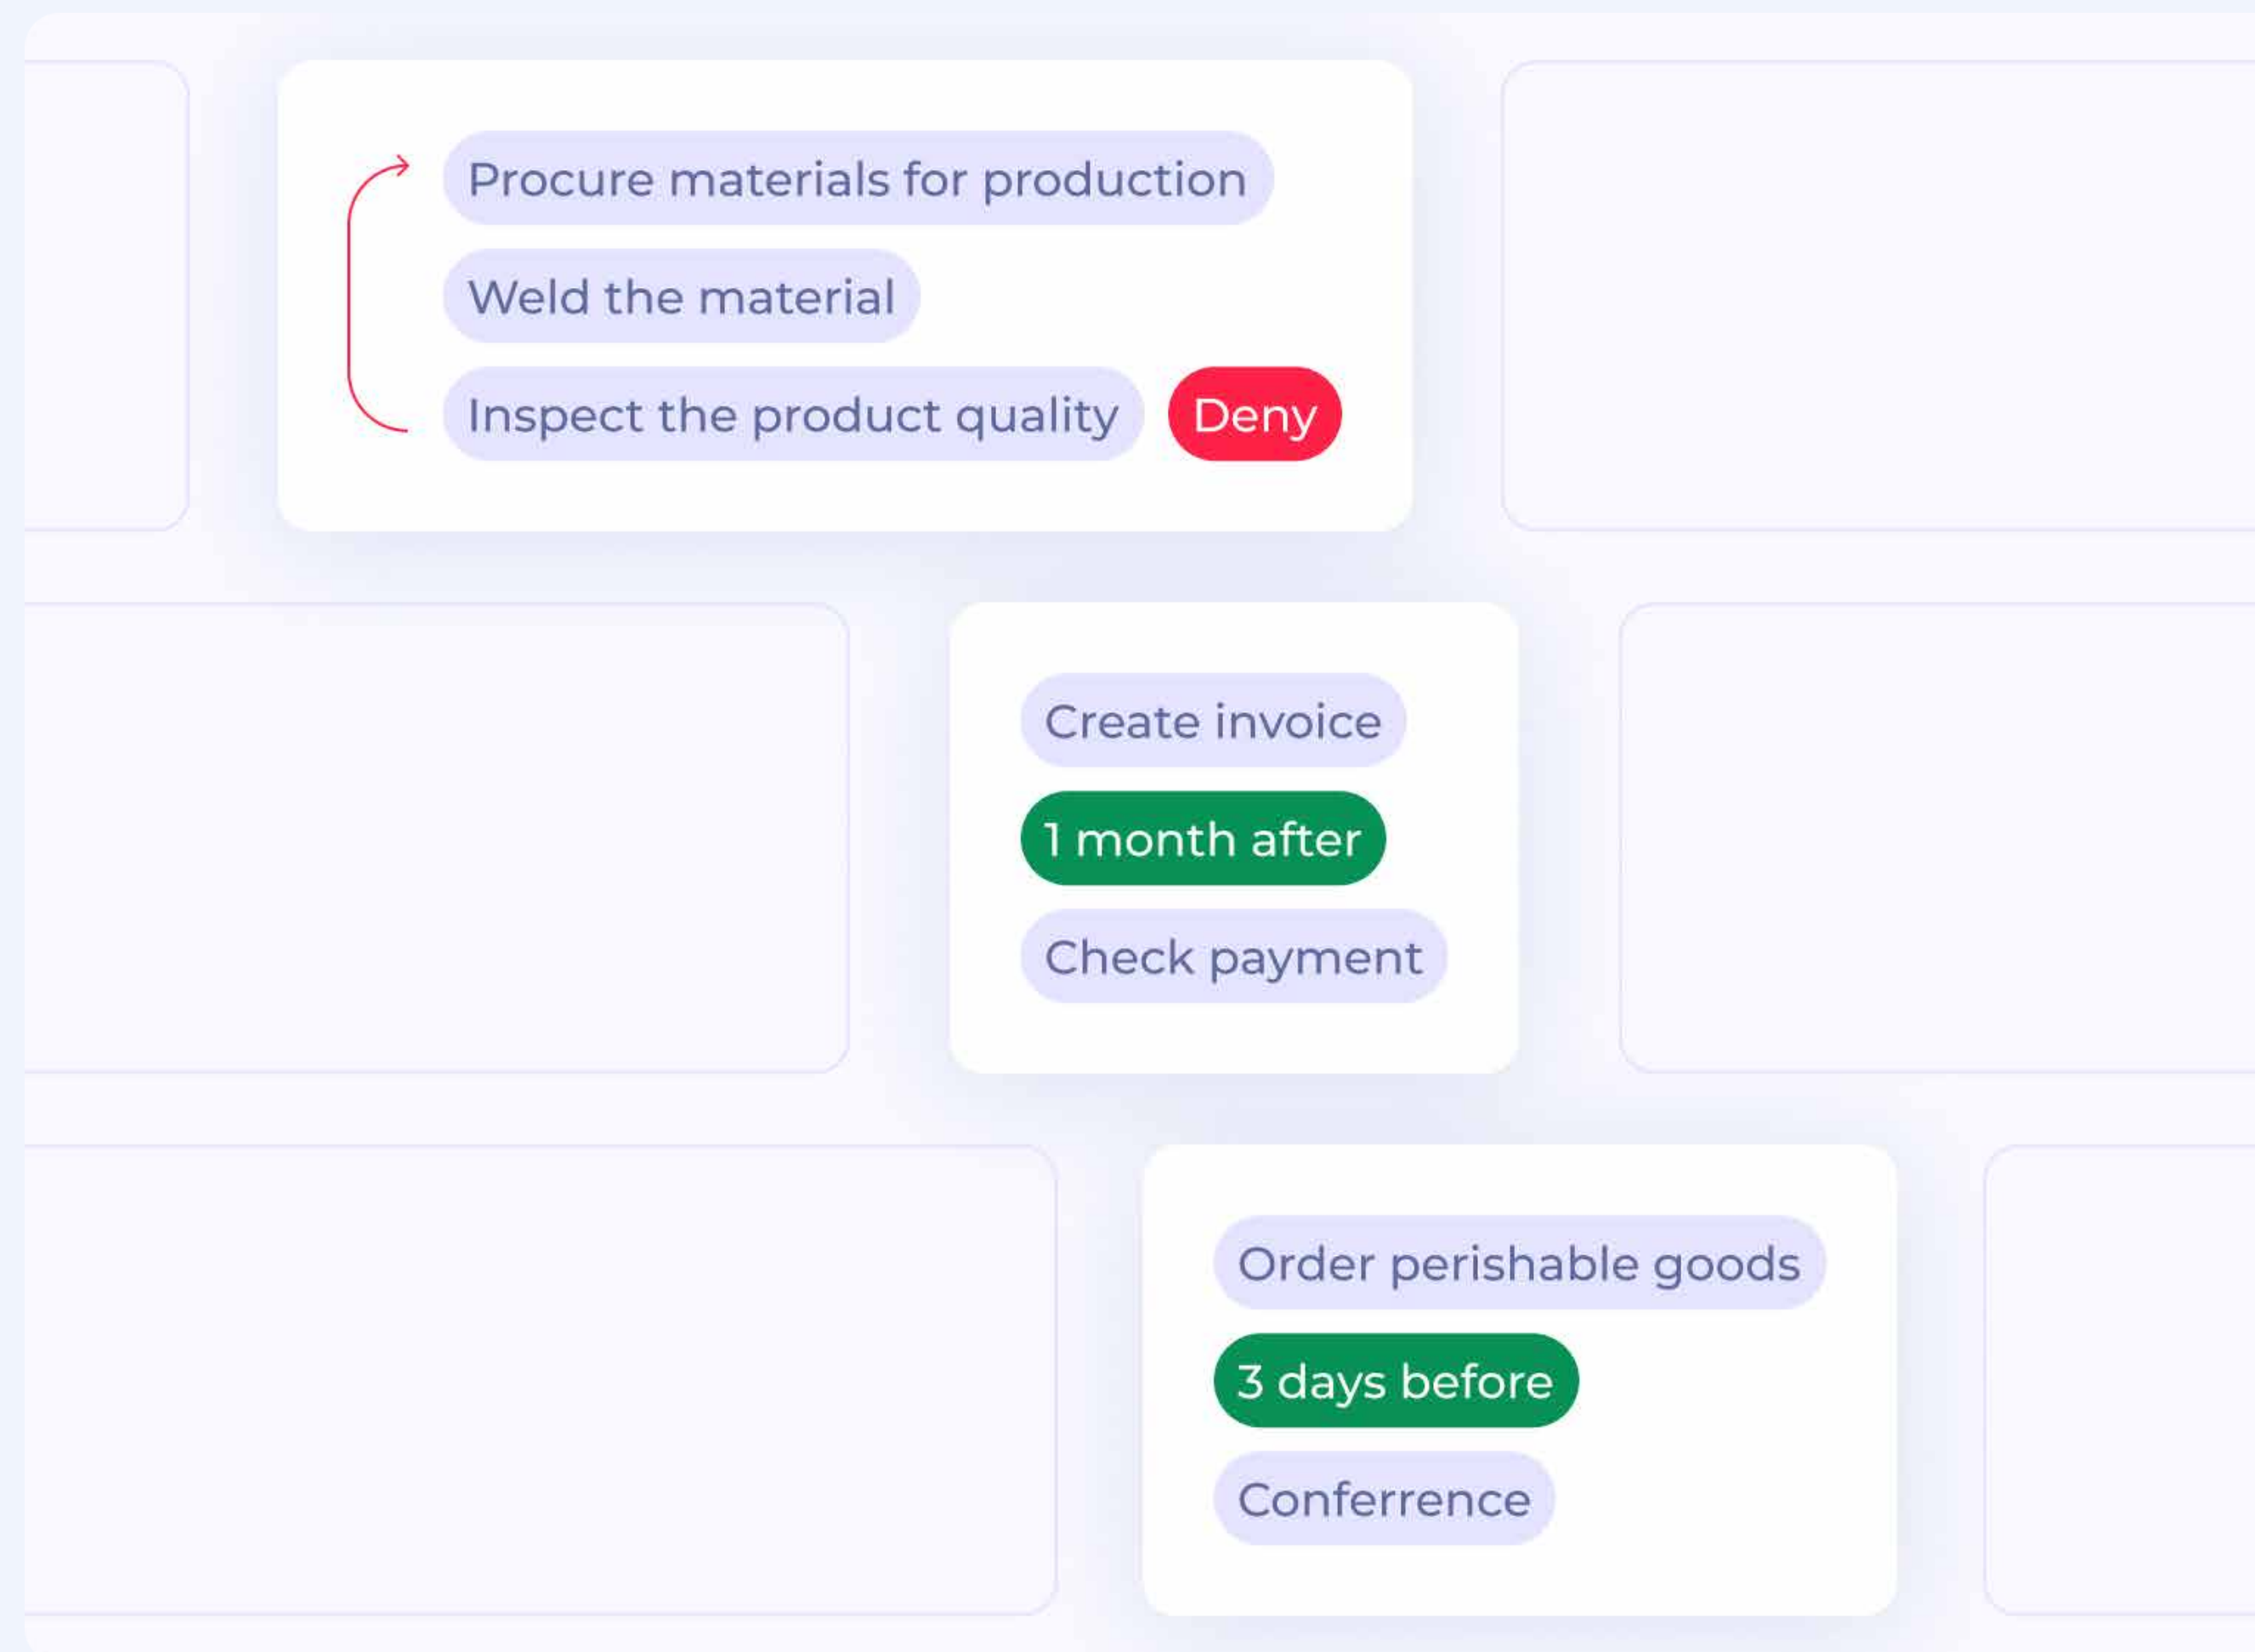 Procure materials for production
Weld the material
Inspect the product quality Deny
Create invoice
1 month after
Check payment
Order perishable goods
3 days before
Conferrence